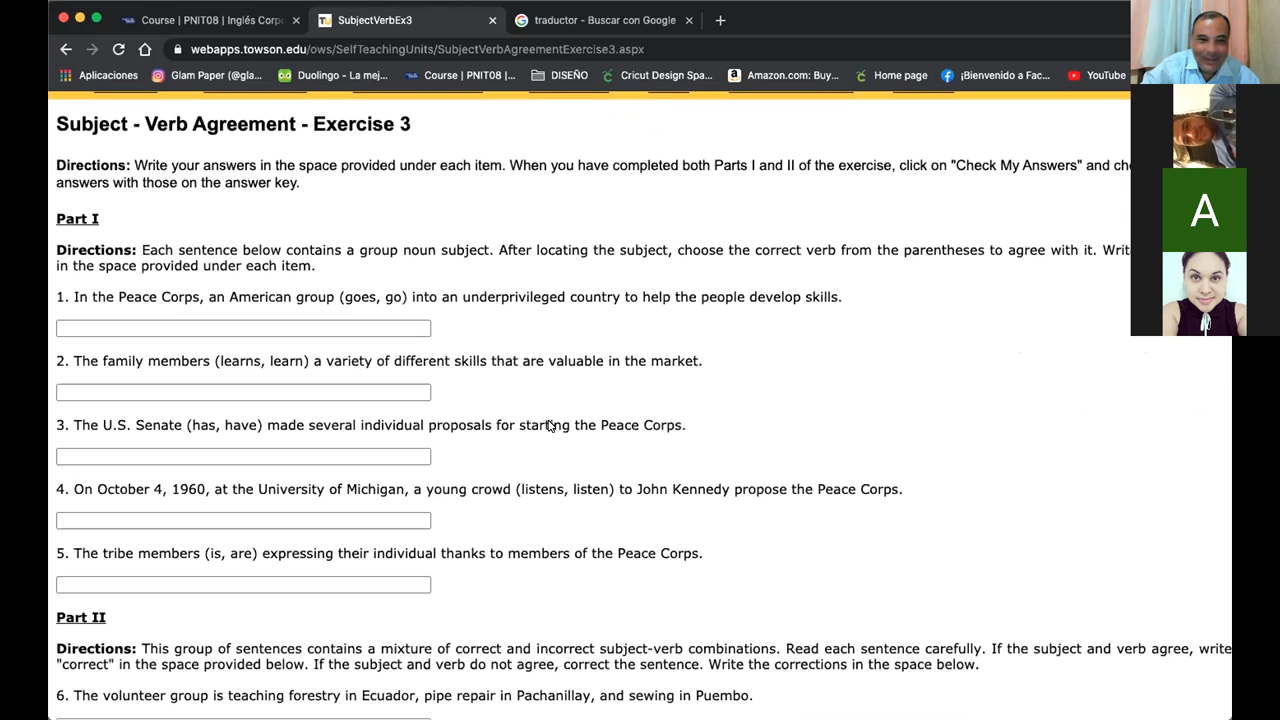 Course | PNIT08 | Inglés Corpo
SubjectVerbEx3
traductor - Buscar con Google
webapps.towson.edu/ows/SelfTeachingUnits/SubjectVerbAgreementExercise3.aspx
Aplicaciones Glam Paper (@gla... Duolingo - La mej... Course | PNIT08 |... DISEÑO Cricut Design Spa... Amazon.com: Buy... Home page ¡Bienvenido a Fac... YouTube
Subject - Verb Agreement - Exercise 3
Directions: Write your answers in the space provided under each item. When you have completed both Parts I and II of the exercise, click on "Check My Answers" and che
answers with those on the answer key.
Part I
Directions: Each sentence below contains a group noun subject. After locating the subject, choose the correct verb from the parentheses to agree with it. Writ
in the space provided under each item.
1. In the Peace Corps, an American group (goes, go) into an underprivileged country to help the people develop skills.
2. The family members (learns, learn) a variety of different skills that are valuable in the market.
3. The U.S. Senate (has, have) made several individual proposals for starting the Peace Corps.
4. On October 4, 1960, at the University of Michigan, a young crowd (listens, listen) to John Kennedy propose the Peace Corps.
5. The tribe members (is, are) expressing their individual thanks to members of the Peace Corps.
Part II
Directions: This group of sentences contains a mixture of correct and incorrect subject-verb combinations. Read each sentence carefully. If the subject and verb agree, write
"correct" in the space provided below. If the subject and verb do not agree, correct the sentence. Write the corrections in the space below.
6. The volunteer group is teaching forestry in Ecuador, pipe repair in Pachanillay, and sewing in Puembo.
A